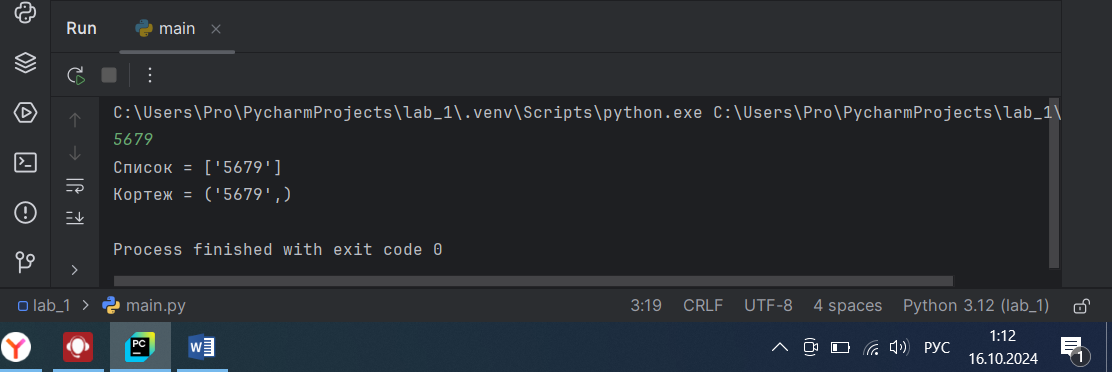 Run
main
C:\Users\Pro\PycharmProjects\lab_1\.venv\Scripts\python.exe C:\Users\Pro\PycharmProjects\lab_1\
5679
Список = ['5679']
Кортеж = ('5679',)
Process finished with exit code 0
lab_1 > main.py 3:19 CRLF UTF-8 4 spaces Python 3.12 (lab_1)
Y PC W РУС 1:12
16.10.2024 1